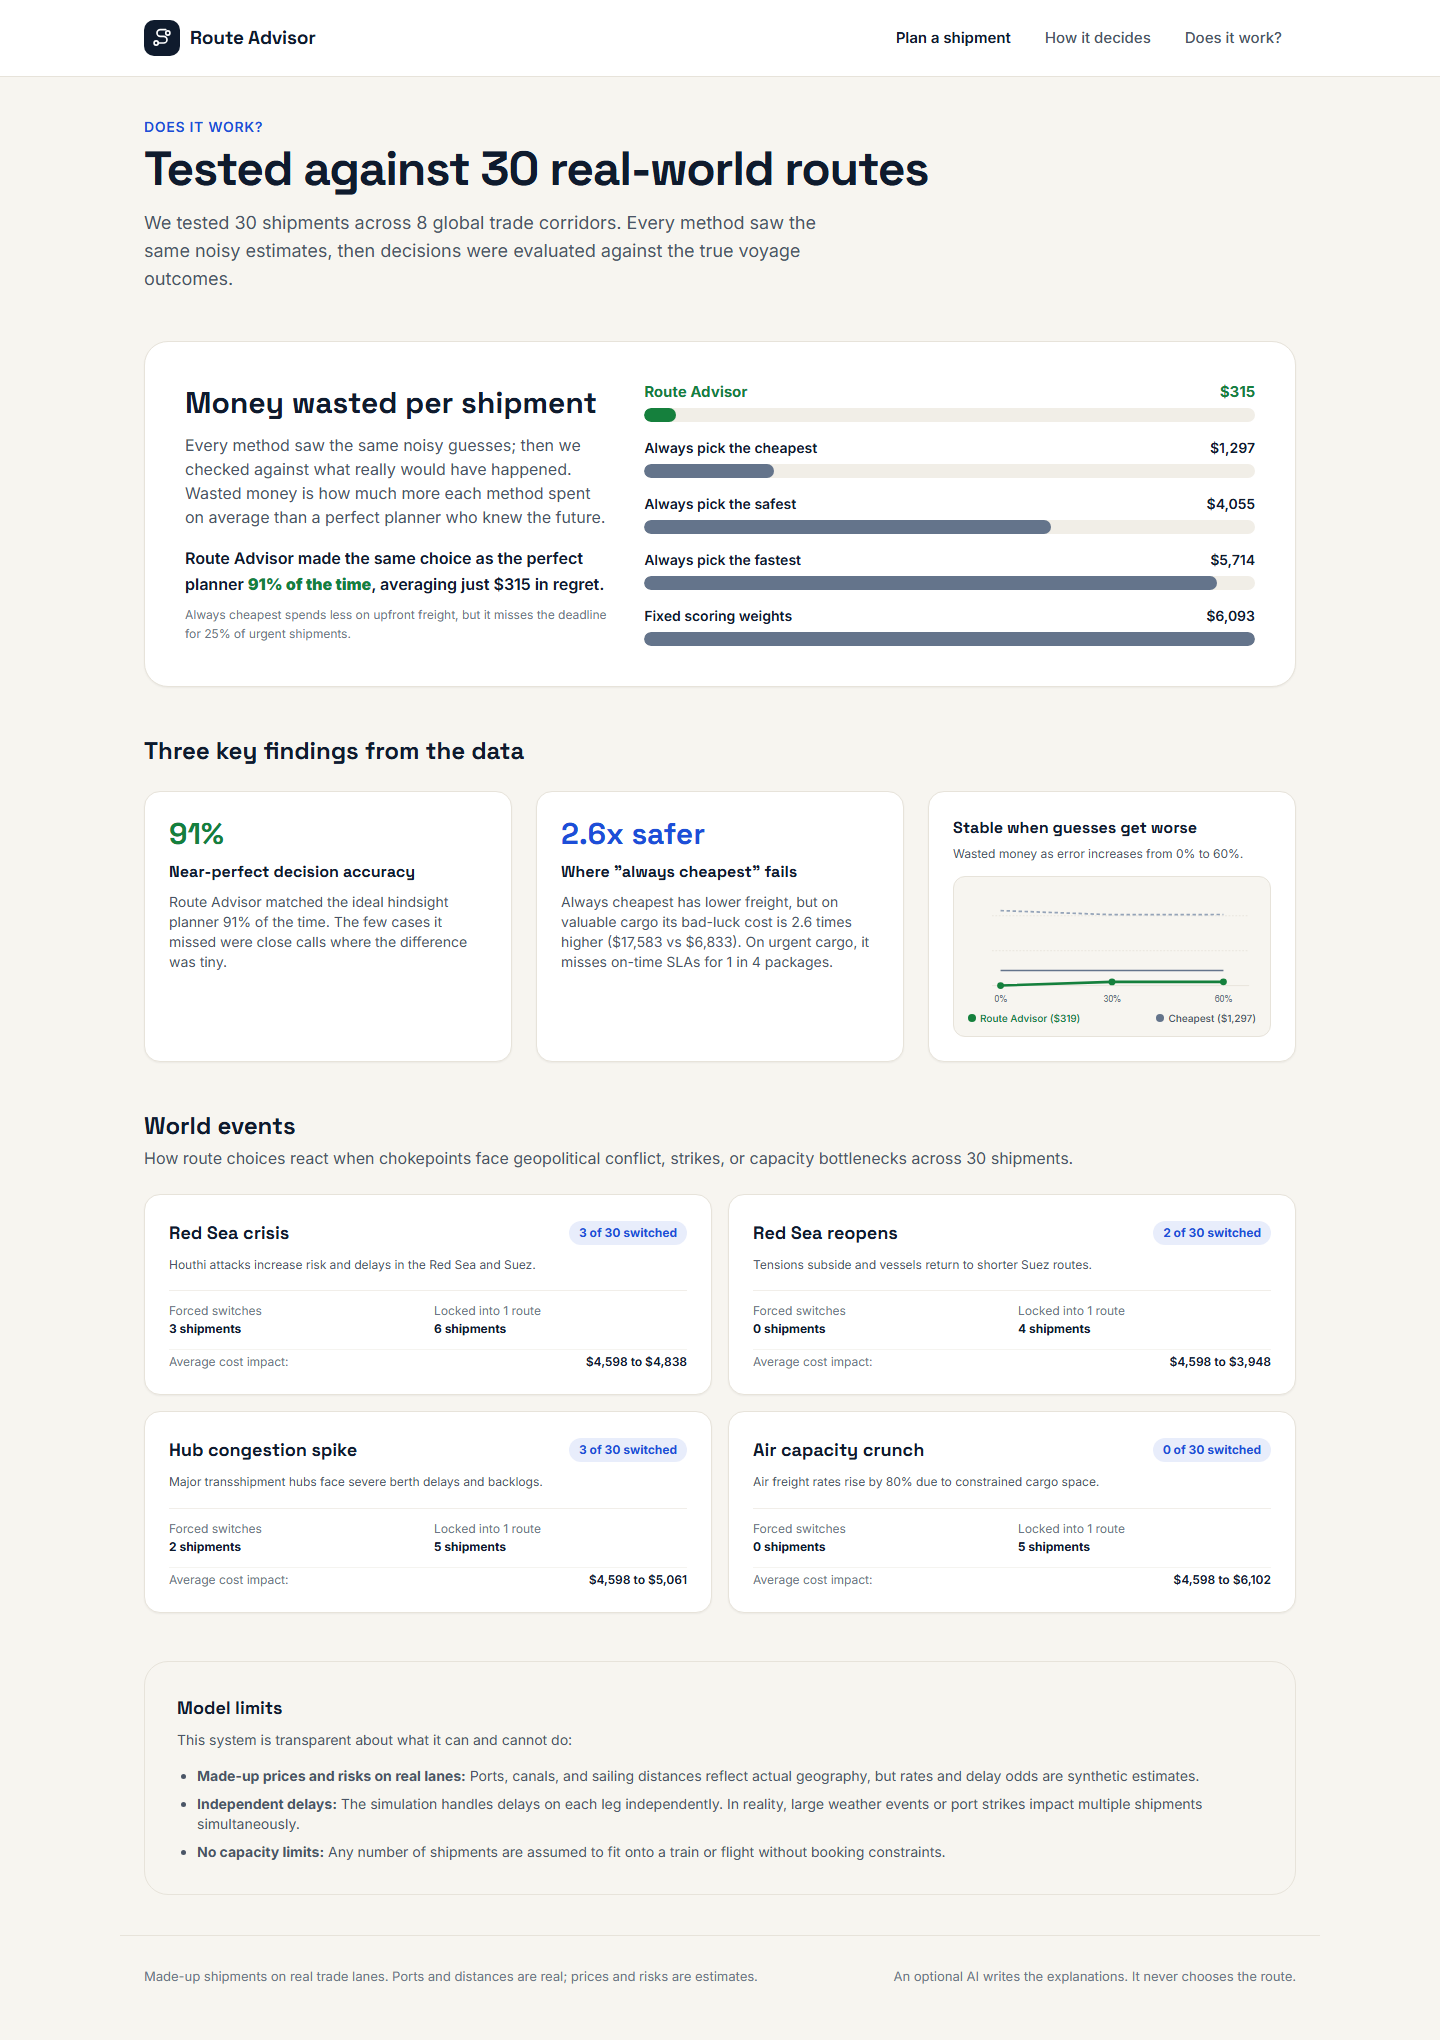 Route Advisor
Plan a shipment
How it decides
Does it work?
DOES IT WORK?
Tested against 30 real-world routes
We tested 30 shipments across 8 global trade corridors. Every method saw the
same noisy estimates, then decisions were evaluated against the true voyage
outcomes.
Money wasted per shipment
Every method saw the same noisy guesses; then we
checked against what really would have happened.
Wasted money is how much more each method spent
on average than a perfect planner who knew the future.
Route Advisor made the same choice as the perfect
planner 91% of the time, averaging just $315 in regret.
Always cheapest spends less on upfront freight, but it misses the deadline
for 25% of urgent shipments.
Route Advisor $315
Always pick the cheapest $1,297
Always pick the safest $4,055
Always pick the fastest $5,714
Fixed scoring weights $6,093
Three key findings from the data
91%
Near-perfect decision accuracy
Route Advisor matched the ideal hindsight
planner 91% of the time. The few cases it
missed were close calls where the difference
was tiny.
2.6x safer
Where "always cheapest" fails
Always cheapest has lower freight, but on
valuable cargo its bad-luck cost is 2.6 times
higher ($17,583 vs $6,833). On urgent cargo, it
misses on-time SLAs for 1 in 4 packages.
Stable when guesses get worse
Wasted money as error increases from 0% to 60%.
0% 30% 60%
Route Advisor ($319) Cheapest ($1,297)
World events
How route choices react when chokepoints face geopolitical conflict, strikes, or capacity bottlenecks across 30 shipments.
Red Sea crisis
3 of 30 switched
Houthi attacks increase risk and delays in the Red Sea and Suez.
Forced switches Locked into 1 route
3 shipments 6 shipments
Average cost impact: $4,598 to $4,838
Red Sea reopens
2 of 30 switched
Tensions subside and vessels return to shorter Suez routes.
Forced switches Locked into 1 route
0 shipments 4 shipments
Average cost impact: $4,598 to $3,948
Hub congestion spike
3 of 30 switched
Major transshipment hubs face severe berth delays and backlogs.
Forced switches Locked into 1 route
2 shipments 5 shipments
Average cost impact: $4,598 to $5,061
Air capacity crunch
0 of 30 switched
Air freight rates rise by 80% due to constrained cargo space.
Forced switches Locked into 1 route
0 shipments 5 shipments
Average cost impact: $4,598 to $6,102
Model limits
This system is transparent about what it can and cannot do:
• Made-up prices and risks on real lanes: Ports, canals, and sailing distances reflect actual geography, but rates and delay odds are synthetic estimates.
• Independent delays: The simulation handles delays on each leg independently. In reality, large weather events or port strikes impact multiple shipments
simultaneously.
• No capacity limits: Any number of shipments are assumed to fit onto a train or flight without booking constraints.
Made-up shipments on real trade lanes. Ports and distances are real; prices and risks are estimates.
An optional AI writes the explanations. It never chooses the route.